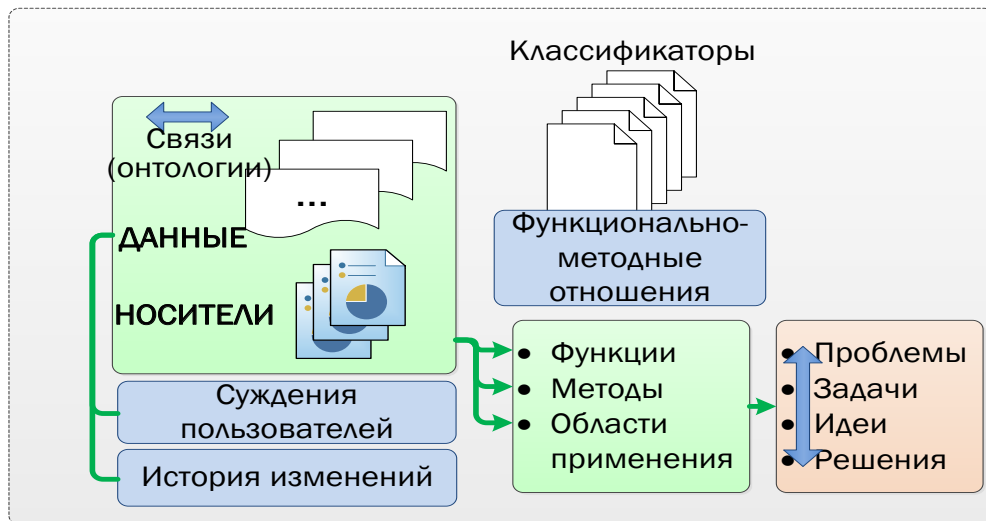 Классификаторы
Связи
(онтологии)
...
ДАННЫЕ
НОСИТЕЛИ
Функционально-
методные
отношения
Суждения
пользователей
История изменений
• Функции
• Методы
• Области
применения
• Проблемы
• Задачи
• Идеи
• Решения